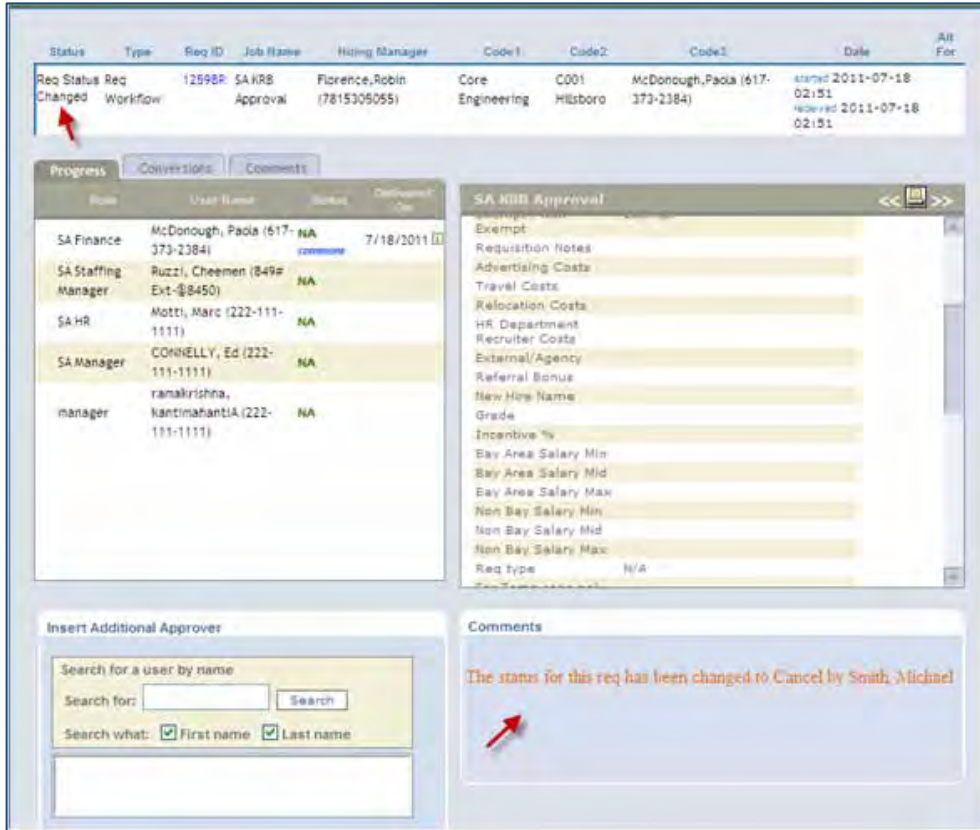 Alt
Status Type Req ID Job Name Hiring Manager Code1 Code2 Code3 Date For
Req Status Req 1259BR SA KRB Florence,Robin Core C001 McDonough,Paola (617- started 2011-07-18
Changed Workflow Approval (7815305055) Engineering Hillsboro 373-2384) 02:51
received 2011-07-18
02:51
Progress Conversions Comments
Role User Name Status
SA Finance McDonough, Paola (617-373-2384) NA comments 7/18/2011
SA Staffing Manager Ruzzi, Cheemen (849# Ext-@8450) NA
SA HR Motti, Marc (222-111-1111) NA
SA Manager CONNELLY, Ed (222-111-1111) NA
manager ramakrishna, kantimahantiA (222-111-1111) NA
SA KRB Approval << >>
Exempt
Requisition Notes
Advertising Costs
Travel Costs
Relocation Costs
HR Department
Recruiter Costs
External/Agency
Referral Bonus
New Hire Name
Grade
Incentive %
Bay Area Salary Min
Bay Area Salary Mid
Bay Area Salary Max
Non Bay Salary Min
Non Bay Salary Mid
Non Bay Salary Max
Req type N/A
Insert Additional Approver
Search for a user by name
Search for: Search
Search what: First name Last name
Comments
The status for this req has been changed to Cancel by Smith, Michael